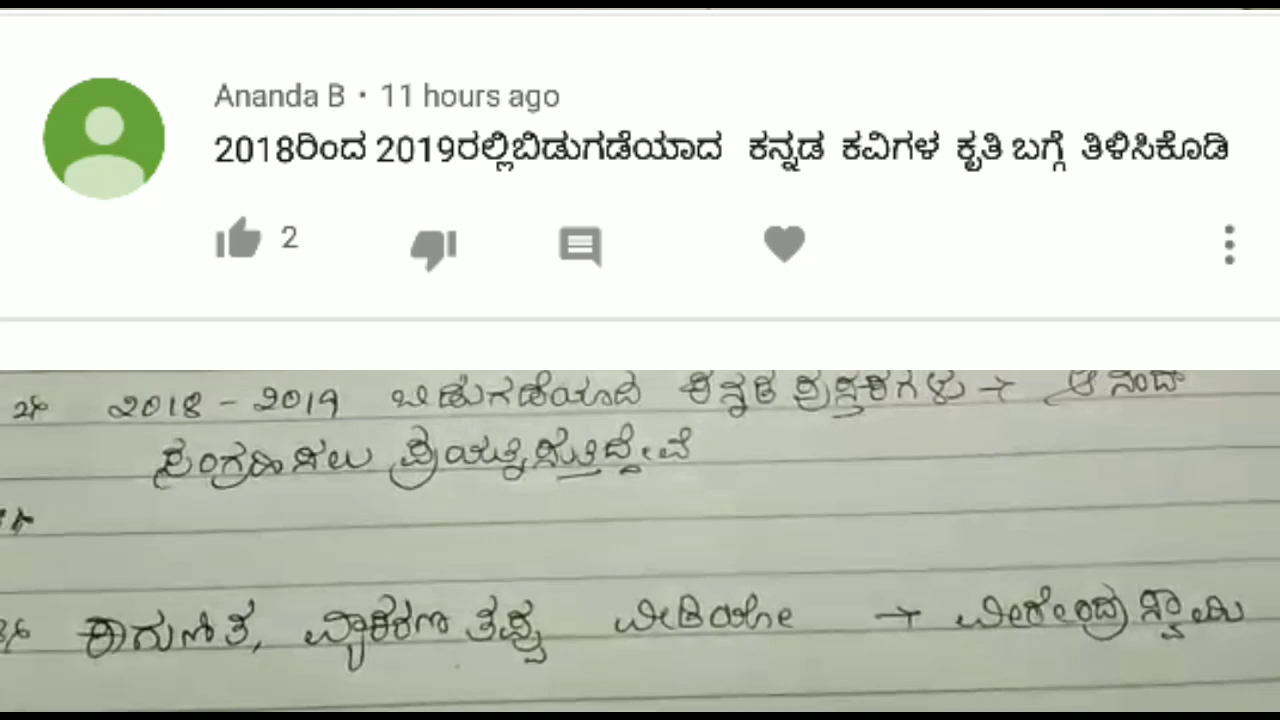 Ananda B • 11 hours ago
2018ರಿಂದ 2019ರಲ್ಲಿಬಿಡುಗಡೆಯಾದ ಕನ್ನಡ ಕವಿಗಳ ಕೃತಿ ಬಗ್ಗೆ ತಿಳಿಸಿಕೊಡಿ
2
2018 - 2019 ಬಿಡುಗಡೆಯಾದ ಕನ್ನಡ ಪುಸ್ತಕಗಳು → ಆನಂದ್
ಸಂಗ್ರಹಿಸಲು ಪ್ರಯತ್ನಿಸುತ್ತಿದ್ದೇವೆ
ಕಾಗುಣಿತ, ವ್ಯಾಕರಣ ತಪ್ಪು ವೀಡಿಯೋ → ವೀರೇಂದ್ರ ಸ್ವಾಮಿ